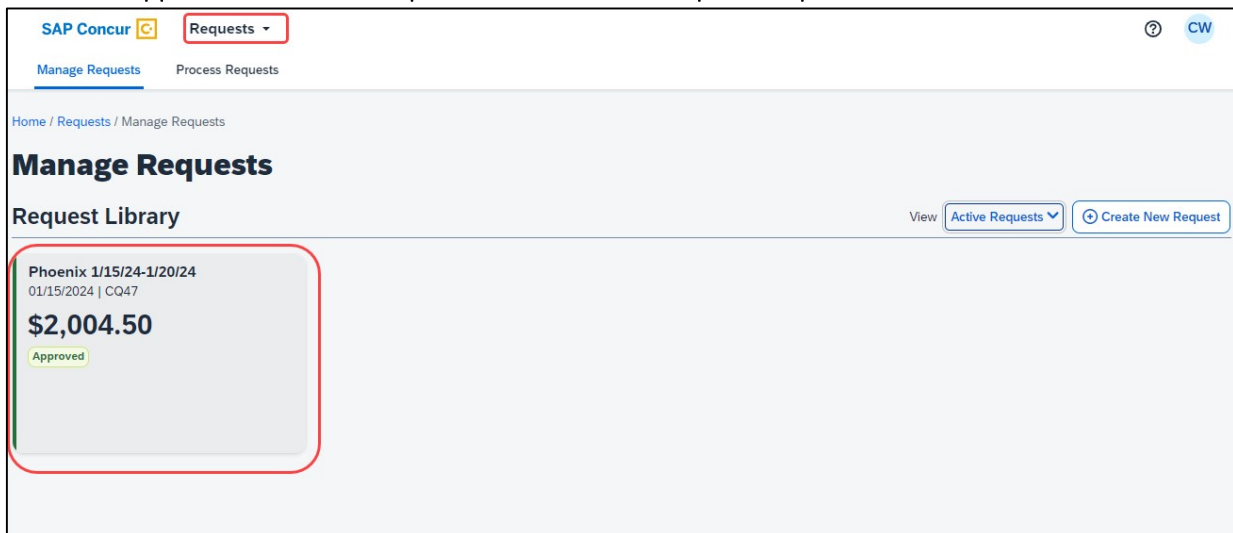 SAP Concur C Requests
CW
Manage Requests Process Requests
Home / Requests / Manage Requests
Manage Requests
Request Library
View Active Requests Create New Request
Phoenix 1/15/24-1/20/24
01/15/2024 | CQ47
$2,004.50
Approved